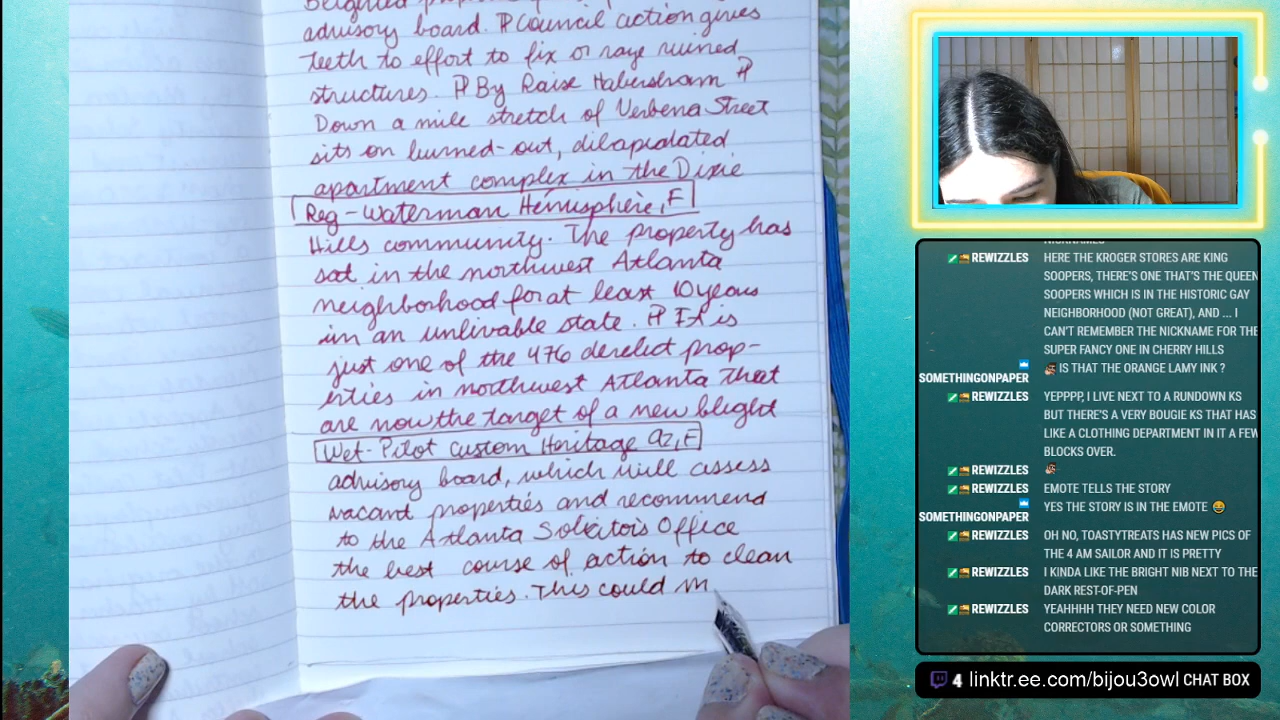 advisory board. ℙ Council action gives
teeth to effort to fix or raze ruined
structures. ℙ By Raise Habersham ℙ
Down a mile stretch of Verbena Street
sits on burned-out, dilapidated
apartment complex in the Dixie
Reg - Waterman Hémisphère, F
Hills community. The property has
sat in the northwest Atlanta
neighborhood for at least 10 years
in an unlivable state. ℙ It is
just one of the 476 derelect prop-
erties in northwest Atlanta that
are now the target of a new blight
Wet - Pilot Custom Heritage 92, F
advisory board, which will assess
vacant properties and recommend
to the Atlanta Solicitor's Office
the best course of action to clean
the properties. This could m
REWIZZLES HERE THE KROGER STORES ARE KING
SOOPERS, THERE'S ONE THAT'S THE QUEEN
SOOPERS WHICH IS IN THE HISTORIC GAY
NEIGHBORHOOD (NOT GREAT), AND ... I
CAN'T REMEMBER THE NICKNAME FOR THE
SUPER FANCY ONE IN CHERRY HILLS
SOMETHINGONPAPER IS THAT THE ORANGE LAMY INK ?
REWIZZLES YEPPPP, I LIVE NEXT TO A RUNDOWN KS
BUT THERE'S A VERY BOUGIE KS THAT HAS
LIKE A CLOTHING DEPARTMENT IN IT A FEW
BLOCKS OVER.
REWIZZLES
REWIZZLES EMOTE TELLS THE STORY
SOMETHINGONPAPER YES THE STORY IS IN THE EMOTE 😅
REWIZZLES OH NO, TOASTYTREATS HAS NEW PICS OF
THE 4 AM SAILOR AND IT IS PRETTY
REWIZZLES I KINDA LIKE THE BRIGHT NIB NEXT TO THE
DARK REST-OF-PEN
REWIZZLES YEAHHHH THEY NEED NEW COLOR
CORRECTORS OR SOMETHING
4 linktr.ee.com/bijou3owl CHAT BOX